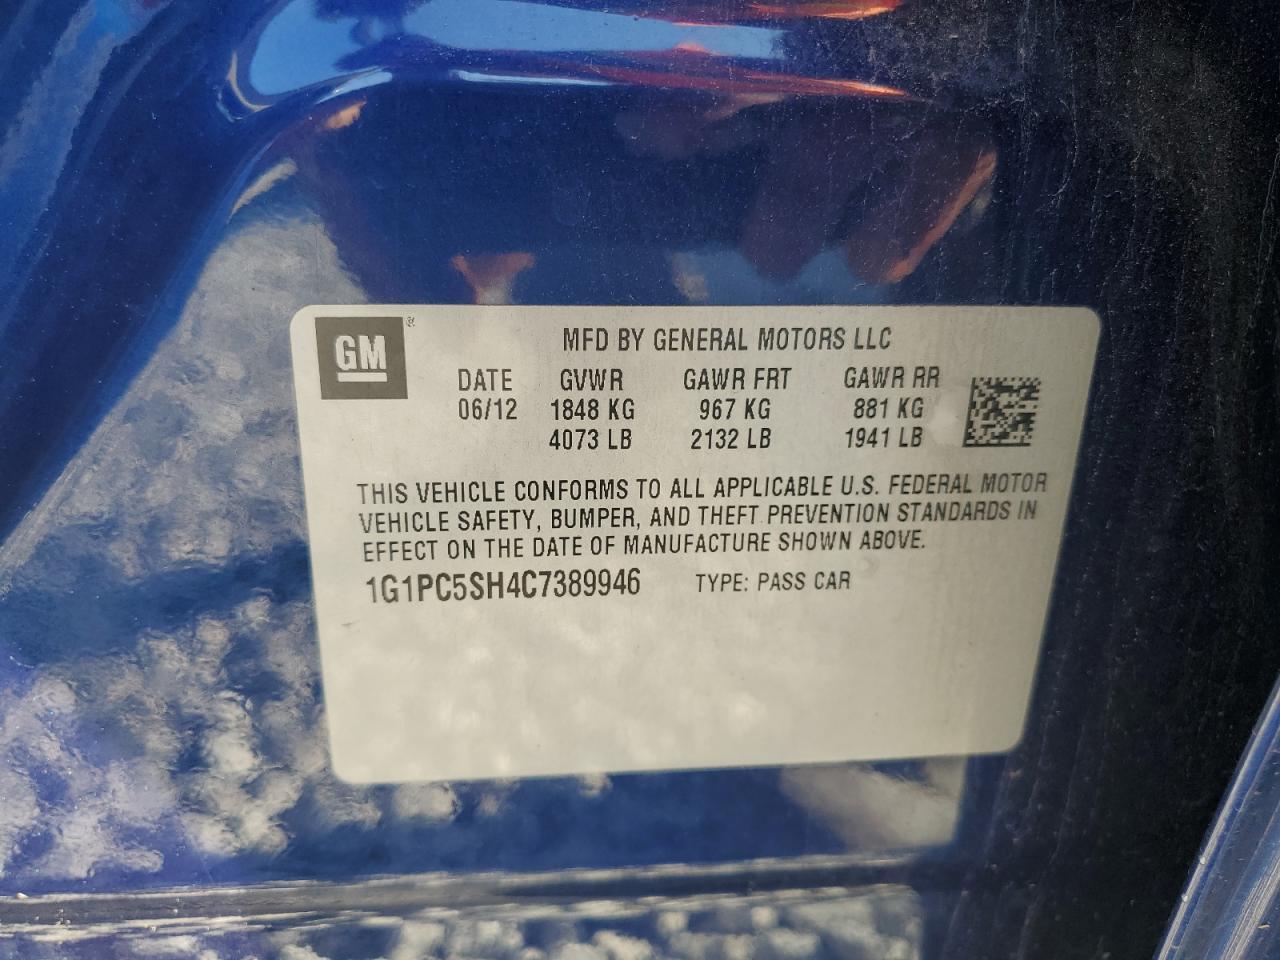 GM®
MFD BY GENERAL MOTORS LLC
DATE GVWR GAWR FRT GAWR RR
06/12 1848 KG 967 KG 881 KG
4073 LB 2132 LB 1941 LB
THIS VEHICLE CONFORMS TO ALL APPLICABLE U.S. FEDERAL MOTOR
VEHICLE SAFETY, BUMPER, AND THEFT PREVENTION STANDARDS IN
EFFECT ON THE DATE OF MANUFACTURE SHOWN ABOVE.
1G1PC5SH4C7389946 TYPE: PASS CAR